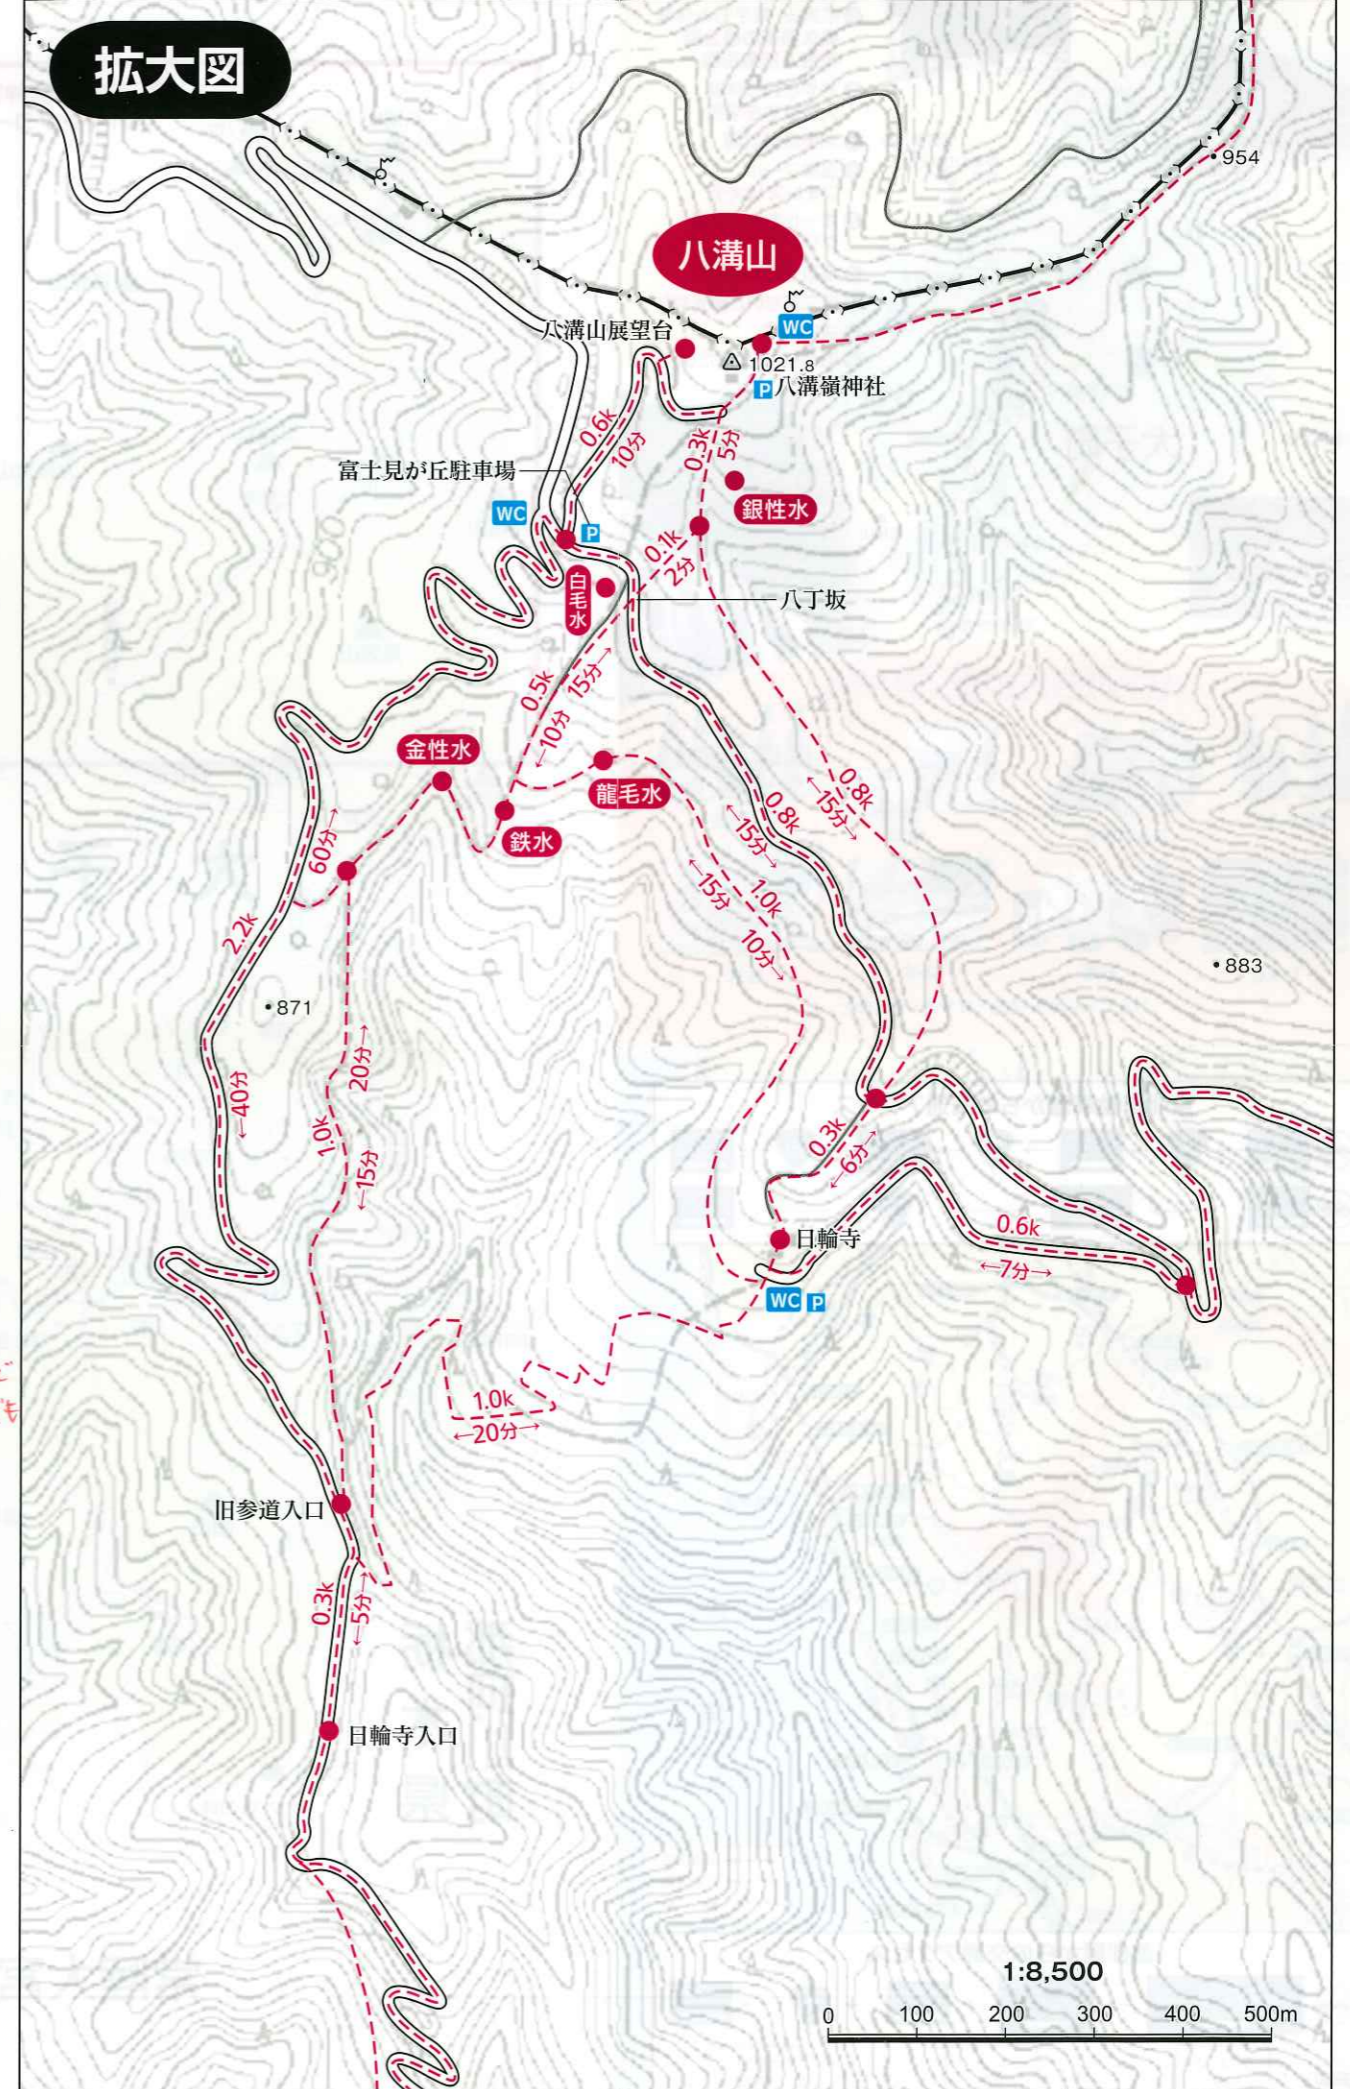 拡大図
954
八溝山
WC
八溝山展望台
1021.8
P
八溝嶺神社
0.6k
10分
0.3k
5分
富士見が丘駐車場
WC
P
銀性水
0.1k
2分
白毛水
八丁坂
0.5k
15分→
←10分
金性水
龍毛水
鉄水
0.8k
←15分→
0.8k
←15分→
60分→
←15分
1.0k
10分→
2.2k
883
871
20分→
←40分
1.0k
←15分
0.3k
←6分→
0.6k
←7分→
日輪寺
WC
P
1.0k
←20分→
旧参道入口
0.3k
←5分→
日輪寺入口
1:8,500
0 100 200 300 400 500m